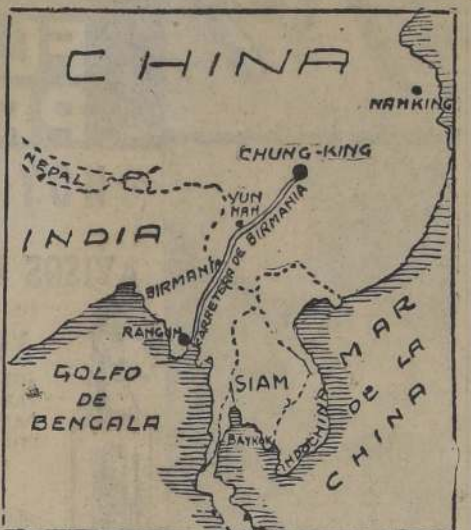 CHINA
NANKING
CHUNG-KING
NEPAL
YUN
NAN
INDIA
BIRMANIA
CARRETERA DE BIRMANIA
RANGUN
GOLFO
DE
BENGALA
SIAM
BAYKOK
INDOCHINA
MAR
DE LA
CHINA